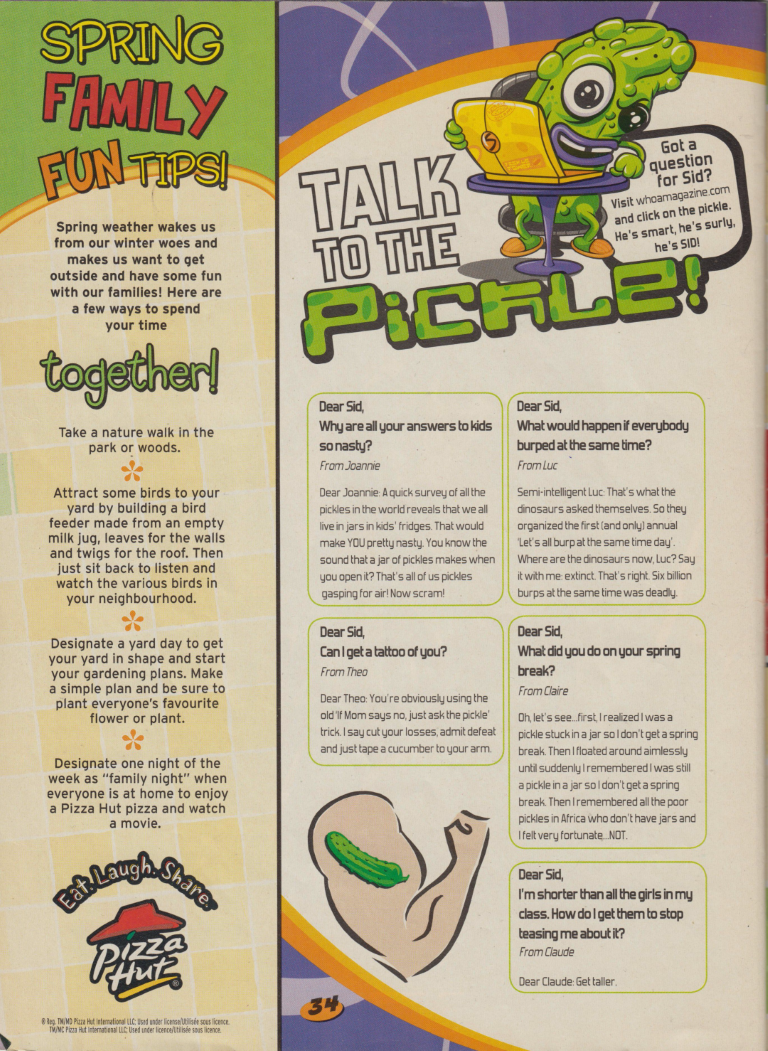 SPRING
FAMILY
FUN TIPS!
Spring weather wakes us
from our winter woes and
makes us want to get
outside and have some fun
with our families! Here are
a few ways to spend
your time
together!
Take a nature walk in the
park or woods.
Attract some birds to your
yard by building a bird
feeder made from an empty
milk jug, leaves for the walls
and twigs for the roof. Then
just sit back to listen and
watch the various birds in
your neighbourhood.
Designate a yard day to get
your yard in shape and start
your gardening plans. Make
a simple plan and be sure to
plant everyone's favourite
flower or plant.
Designate one night of the
week as "family night" when
everyone is at home to enjoy
a Pizza Hut pizza and watch
a movie.
Eat. Laugh. Share.
Pizza
Hut®
® Reg. TM/MD Pizza Hut International LLC; Used under license/Utilisée sous licence.
TM/MC Pizza Hut International LLC; Used under licence/Utilisée sous licence.
TALK
TO THE
PiCKLE!
Got a
question
for Sid?
Visit whoamagazine.com
and click on the pickle.
He's smart, he's surly,
he's SID!
Dear Sid,
Why are all your answers to kids
so nasty?
From Joannie
Dear Joannie: A quick survey of all the
pickles in the world reveals that we all
live in jars in kids' fridges. That would
make YOU pretty nasty. You know the
sound that a jar of pickles makes when
you open it? That's all of us pickles
gasping for air! Now scram!
Dear Sid,
Can I get a tattoo of you?
From Theo
Dear Theo: You're obviously using the
old 'If Mom says no, just ask the pickle'
trick. I say cut your losses, admit defeat
and just tape a cucumber to your arm.
Dear Sid,
What would happen if everybody
burped at the same time?
From Luc
Semi-intelligent Luc: That's what the
dinosaurs asked themselves. So they
organized the first (and only) annual
'Let's all burp at the same time day'.
Where are the dinosaurs now, Luc? Say
it with me: extinct. That's right. Six billion
burps at the same time was deadly.
Dear Sid,
What did you do on your spring
break?
From Claire
Oh, let's see...first, I realized I was a
pickle stuck in a jar so I don't get a spring
break. Then I floated around aimlessly
until suddenly I remembered I was still
a pickle in a jar so I don't get a spring
break. Then I remembered all the poor
pickles in Africa who don't have jars and
I felt very fortunate...NOT.
Dear Sid,
I'm shorter than all the girls in my
class. How do I get them to stop
teasing me about it?
From Claude
Dear Claude: Get taller.
34